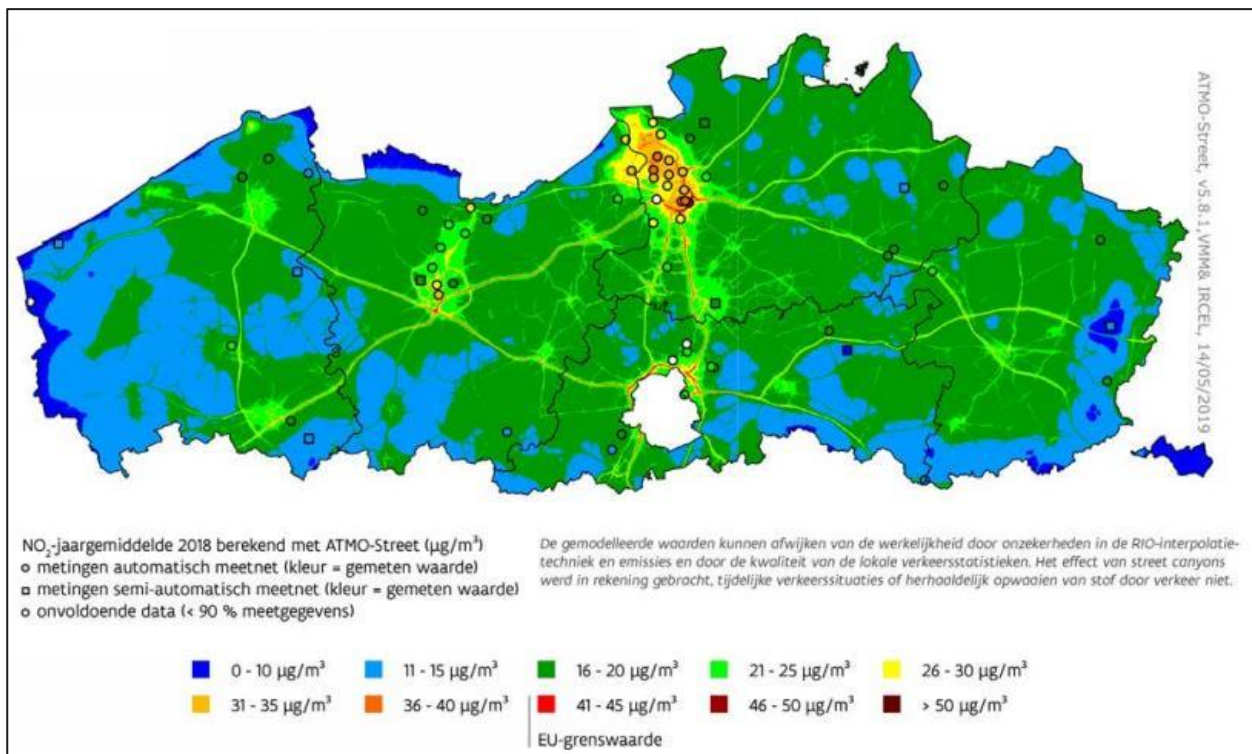 ATMO-Street, v5.8.1,VMM& IRCEL, 14/05/2019
NO₂-jaargemiddelde 2018 berekend met ATMO-Street (µg/m³)
metingen automatisch meetnet (kleur = gemeten waarde)
metingen semi-automatisch meetnet (kleur = gemeten waarde)
onvoldoende data (< 90 % meetgegevens)
De gemodelleerde waarden kunnen afwijken van de werkelijkheid door onzekerheden in de RIO-interpolatie-
techniek en emissies en door de kwaliteit van de lokale verkeersstatistieken. Het effect van street canyons
werd in rekening gebracht, tijdelijke verkeerssituaties of herhaaldelijk opwaaien van stof door verkeer niet.
0 - 10 µg/m³ 11 - 15 µg/m³ 16 - 20 µg/m³ 21 - 25 µg/m³ 26 - 30 µg/m³
31 - 35 µg/m³ 36 - 40 µg/m³ 41 - 45 µg/m³ 46 - 50 µg/m³ > 50 µg/m³
EU-grenswaarde